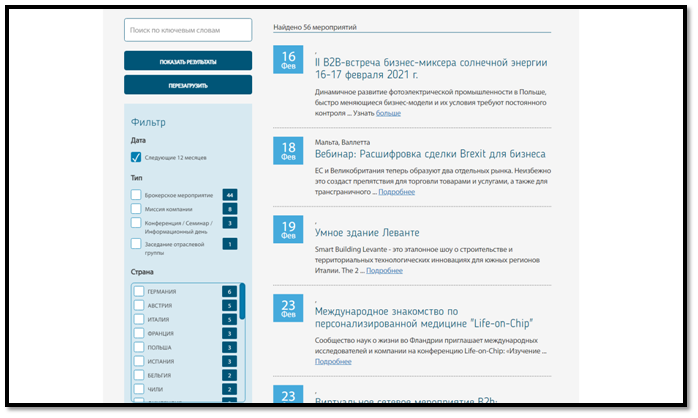 Поиск по ключевым словам
ПОКАЗАТЬ РЕЗУЛЬТАТЫ
ПЕРЕЗАГРУЗИТЬ
Фильтр
Дата
Следующие 12 месяцев
Тип
Брокерское мероприятие 44
Миссия компании 8
Конференция / Семинар / 3
Информационный день
Заседание отраслевой 1
группы
Страна
ГЕРМАНИЯ 6
АВСТРИЯ 5
ИТАЛИЯ 5
ФРАНЦИЯ 3
ПОЛЬША 3
ИСПАНИЯ 3
БЕЛЬГИЯ 2
ЧИЛИ 2
Найдено 56 мероприятий
16
Фев
,
II B2B-встреча бизнес-миксера солнечной энергии
16-17 февраля 2021 г.
Динамичное развитие фотоэлектрической промышленности в Польше,
быстро меняющиеся бизнес-модели и их условия требуют постоянного
контроля ... Узнать больше
18
Фев
Мальта, Валлетта
Вебинар: Расшифровка сделки Brexit для бизнеса
ЕС и Великобритания теперь образуют два отдельных рынка. Неизбежно
это создаст препятствия для торговли товарами и услугами, а также для
трансграничного ... Подробнее
19
Фев
,
Умное здание Леванте
Smart Building Levante - это эталонное шоу о строительстве и
территориальных технологических инновациях для южных регионов
Италии. The 2 ... Подробнее
23
Фев
,
Международное знакомство по
персонализированной медицине "Life-on-Chip"
Сообщество наук о жизни во Фландрии приглашает международных
исследователей и компании на конференцию Life-on-Chip: «Изучение ...
Подробнее
23
,
Виртуальное сетевое мероприятие B2b: